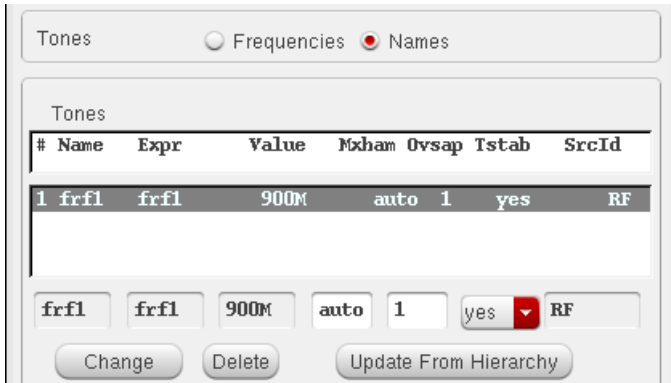 Tones Frequencies Names
Tones
# Name Expr Value Mxham Ovsap Tstab SrcId
1 frf1 frf1 900M auto 1 yes RF
frf1 frf1 900M auto 1 yes RF
Change Delete Update From Hierarchy